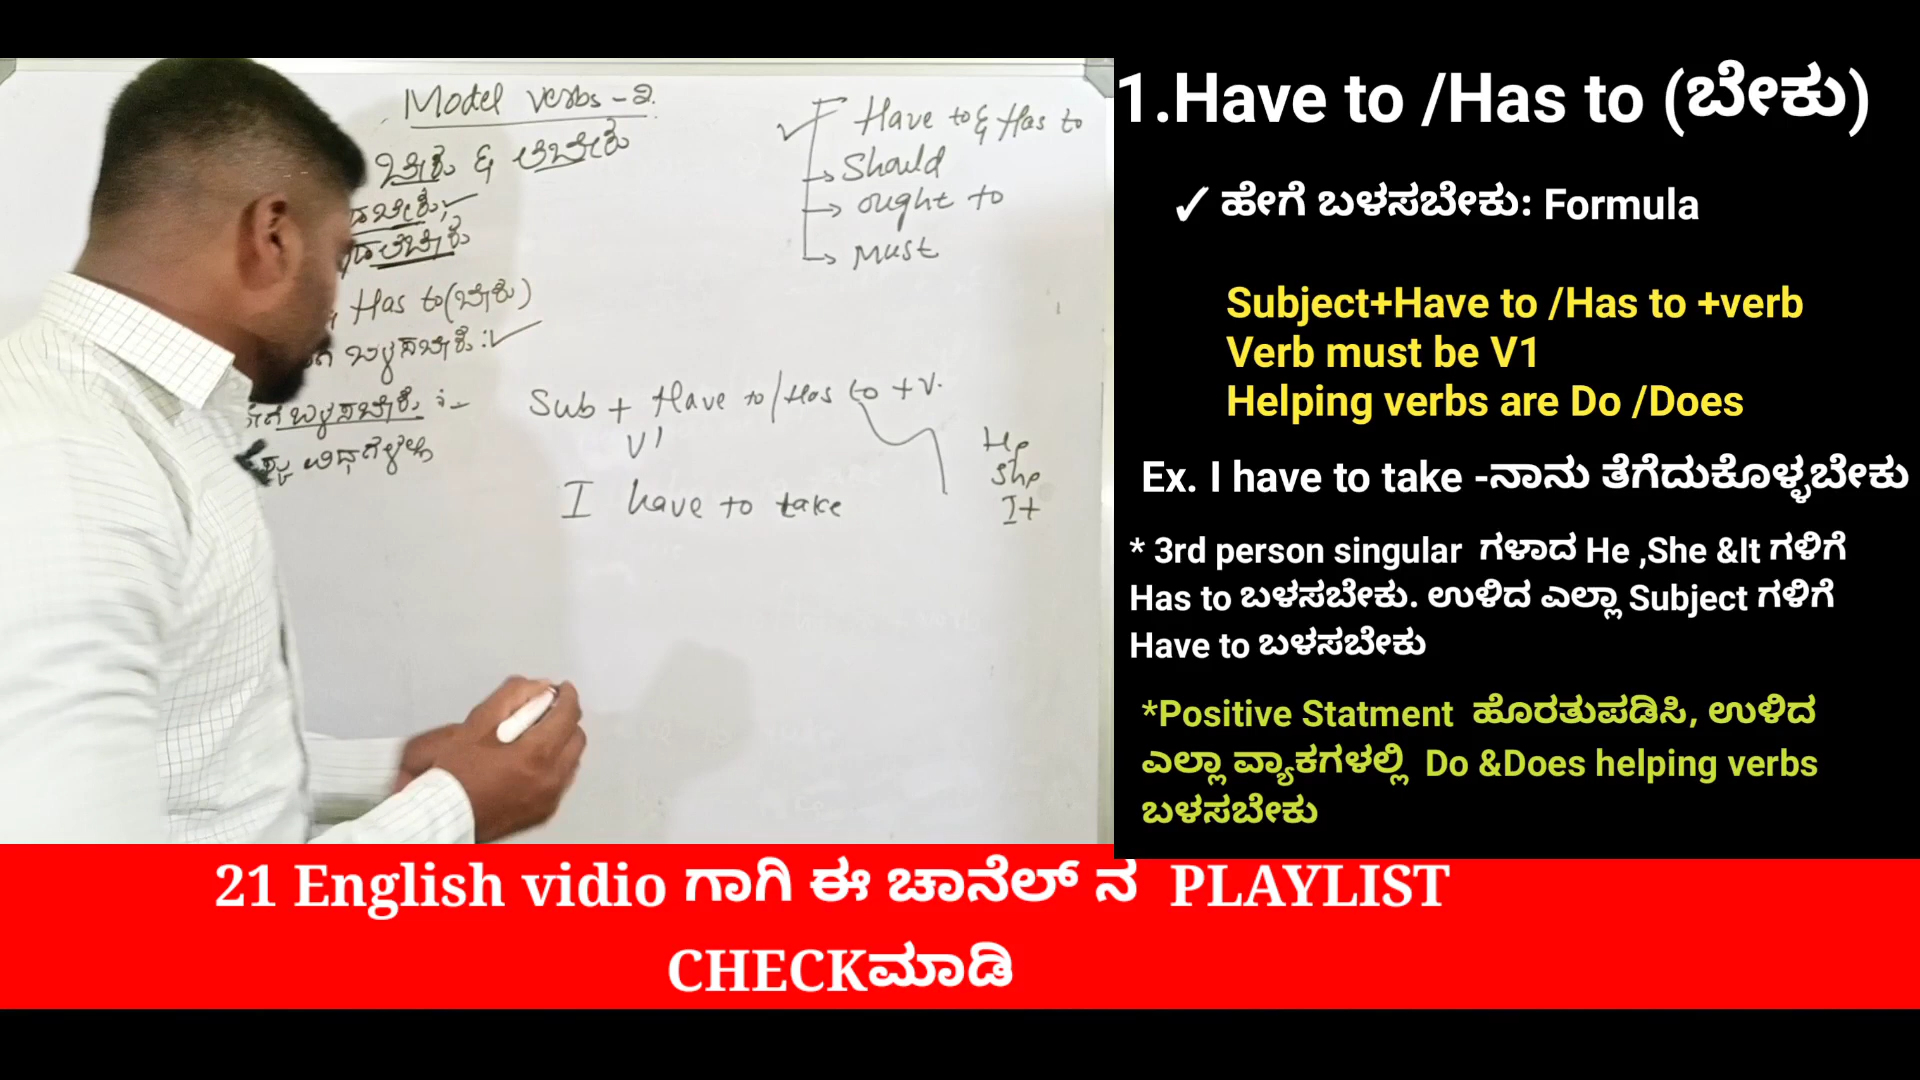 Model verbs - ೨.
ಬೇಕು & ಲೇಬೇಕು
Has to (ಬೇಕು)
ಬಳಸಬೇಕು :
ಬಳಸಬೇಕು :-
Have to & Has to
Should
ought to
Must
Sub + Have to / Has to + v.
V1
He
She
It
I have to take
1.Have to /Has to (ಬೇಕು)
✓ ಹೇಗೆ ಬಳಸಬೇಕು: Formula
Subject+Have to /Has to +verb
Verb must be V1
Helping verbs are Do /Does
Ex. I have to take -ನಾನು ತೆಗೆದುಕೊಳ್ಳಬೇಕು
* 3rd person singular ಗಳಾದ He ,She &It ಗಳಿಗೆ
Has to ಬಳಸಬೇಕು. ಉಳಿದ ಎಲ್ಲಾ Subject ಗಳಿಗೆ
Have to ಬಳಸಬೇಕು
*Positive Statment ಹೊರತುಪಡಿಸಿ, ಉಳಿದ
ಎಲ್ಲಾ ವ್ಯಾಕಗಳಲ್ಲಿ Do &Does helping verbs
ಬಳಸಬೇಕು
21 English vidio ಗಾಗಿ ಈ ಚಾನೆಲ್ ನ PLAYLIST
CHECKಮಾಡಿ